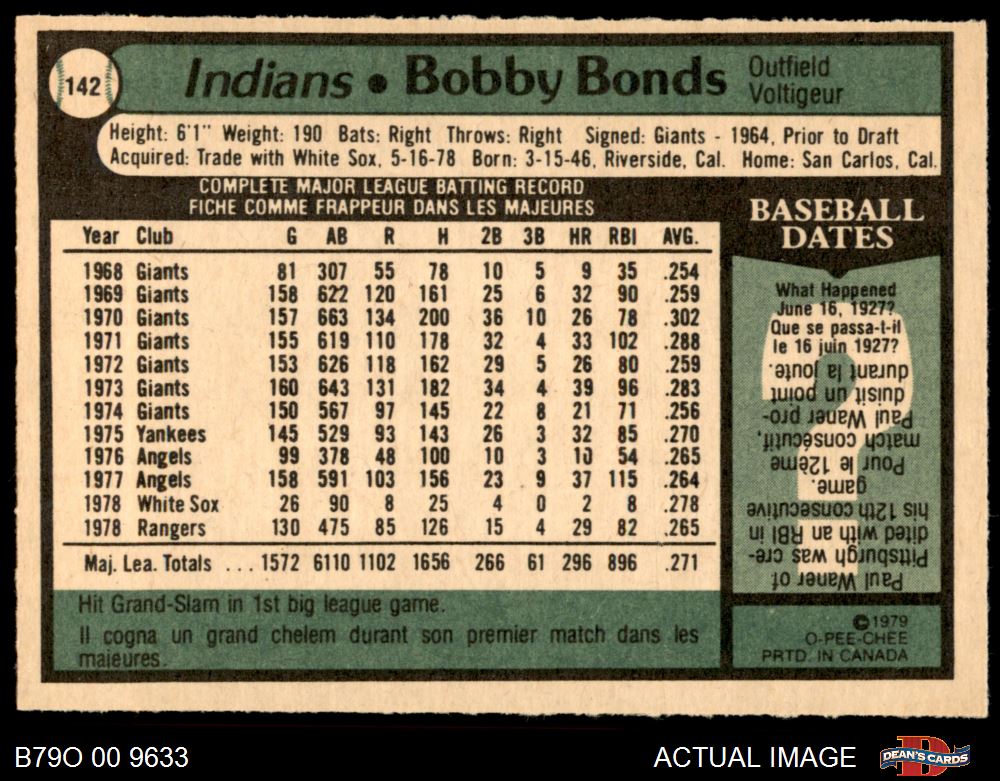 142
Indians • Bobby Bonds
Outfield
Voltigeur
Height: 6'1" Weight: 190 Bats: Right Throws: Right Signed: Giants - 1964, Prior to Draft
Acquired: Trade with White Sox, 5-16-78 Born: 3-15-46, Riverside, Cal. Home: San Carlos, Cal.
COMPLETE MAJOR LEAGUE BATTING RECORD
FICHE COMME FRAPPEUR DANS LES MAJEURES
Year Club G AB R H 2B 3B HR RBI AVG.
1968 Giants 81 307 55 78 10 5 9 35 .254
1969 Giants 158 622 120 161 25 6 32 90 .259
1970 Giants 157 663 134 200 36 10 26 78 .302
1971 Giants 155 619 110 178 32 4 33 102 .288
1972 Giants 153 626 118 162 29 5 26 80 .259
1973 Giants 160 643 131 182 34 4 39 96 .283
1974 Giants 150 567 97 145 22 8 21 71 .256
1975 Yankees 145 529 93 143 26 3 32 85 .270
1976 Angels 99 378 48 100 10 3 10 54 .265
1977 Angels 158 591 103 156 23 9 37 115 .264
1978 White Sox 26 90 8 25 4 0 2 8 .278
1978 Rangers 130 475 85 126 15 4 29 82 .265
Maj. Lea. Totals ... 1572 6110 1102 1656 266 61 296 896 .271
Hit Grand-Slam in 1st big league game.
Il cogna un grand chelem durant son premier match dans les
majeures.
BASEBALL
DATES
What Happened
June 16, 1927?
Que se passa-t-il
le 16 juin 1927?
Paul Waner of
Pittsburgh was cre-
dited with an RBI in
his 12th consecutive
game.
Pour le 12ème
match consécutif,
Paul Waner pro-
duisit un point
durant la joute.
©1979
O-PEE-CHEE
PRTD. IN CANADA
B79O 00 9633
ACTUAL IMAGE
D
DEAN'S CARDS